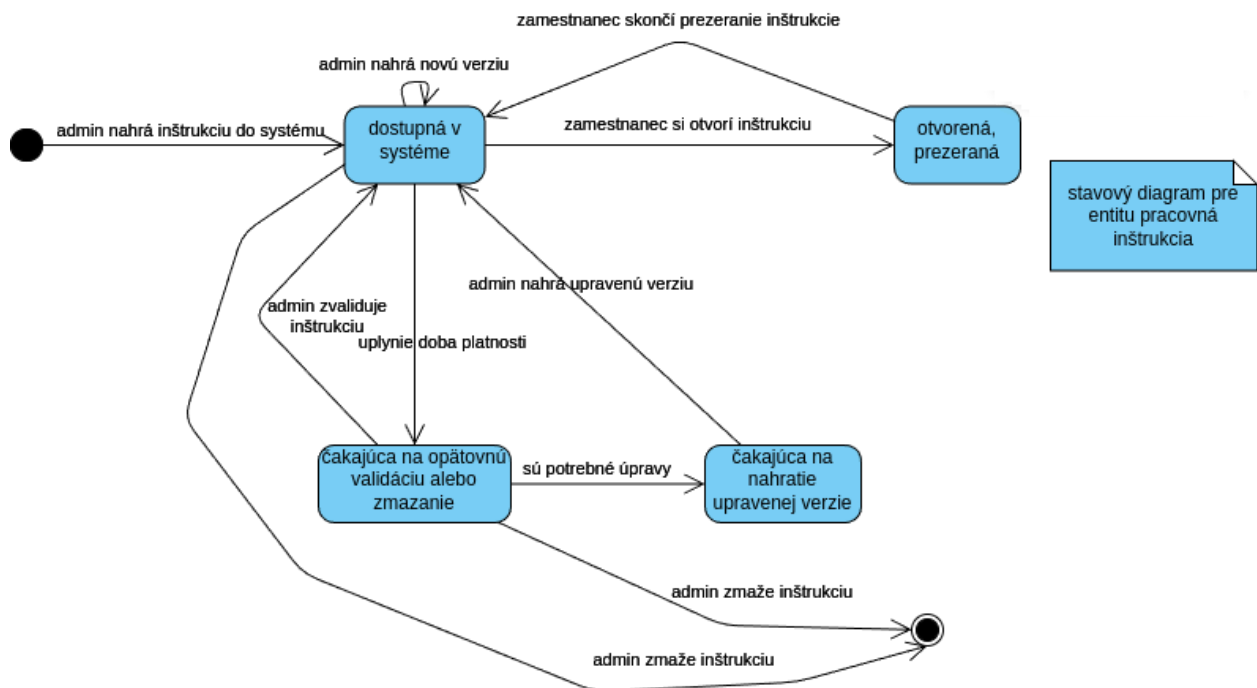 zamestnanec skončí prezeranie inštrukcie
admin nahrá novú verziu
admin nahrá inštrukciu do systému
dostupná v
systéme
zamestnanec si otvorí inštrukciu
otvorená,
prezeraná
stavový diagram pre
entitu pracovná
inštrukcia
admin nahrá upravenú verziu
admin zvaliduje
inštrukciu
uplynie doba platnosti
čakajúca na opätovnú
validáciu alebo
zmazanie
sú potrebné úpravy
čakajúca na
nahratie
upravenej verzie
admin zmaže inštrukciu
admin zmaže inštrukciu